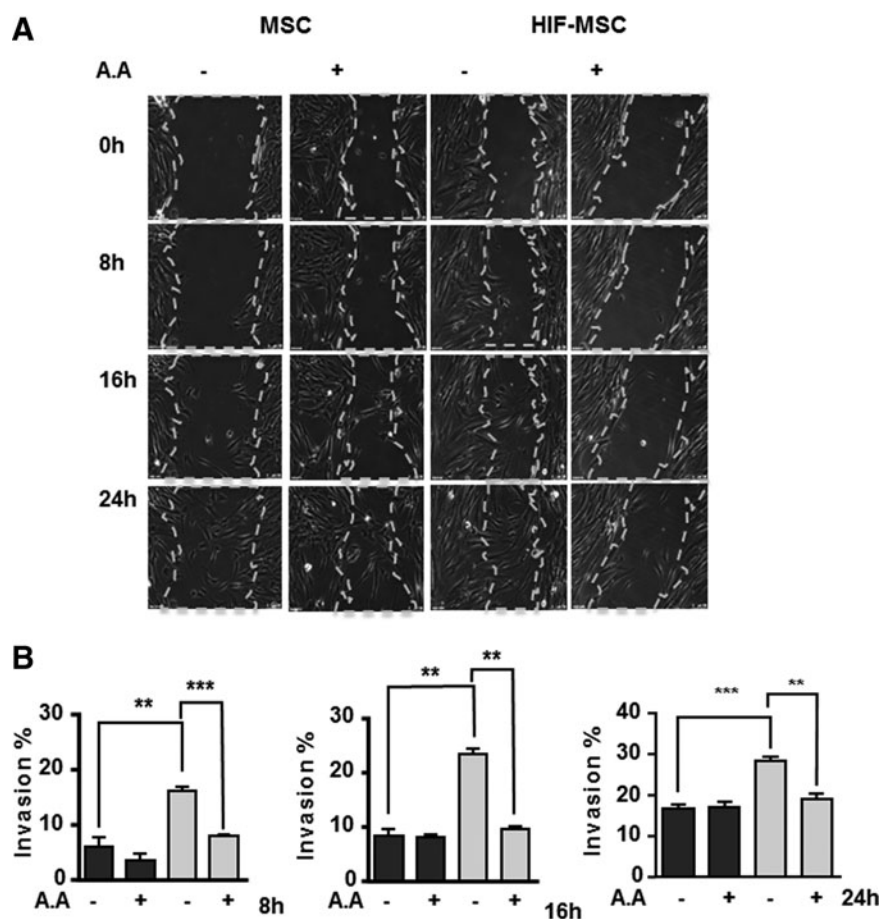 A
MSC HIF-MSC
A.A - + - +
0h
8h
16h
24h
B
** ***
** **
*** **
Invasion %
30
20
10
0
A.A - + - + 8h
Invasion %
30
20
10
0
A.A - + - + 16h
Invasion %
40
30
20
10
0
A.A - + - + 24h